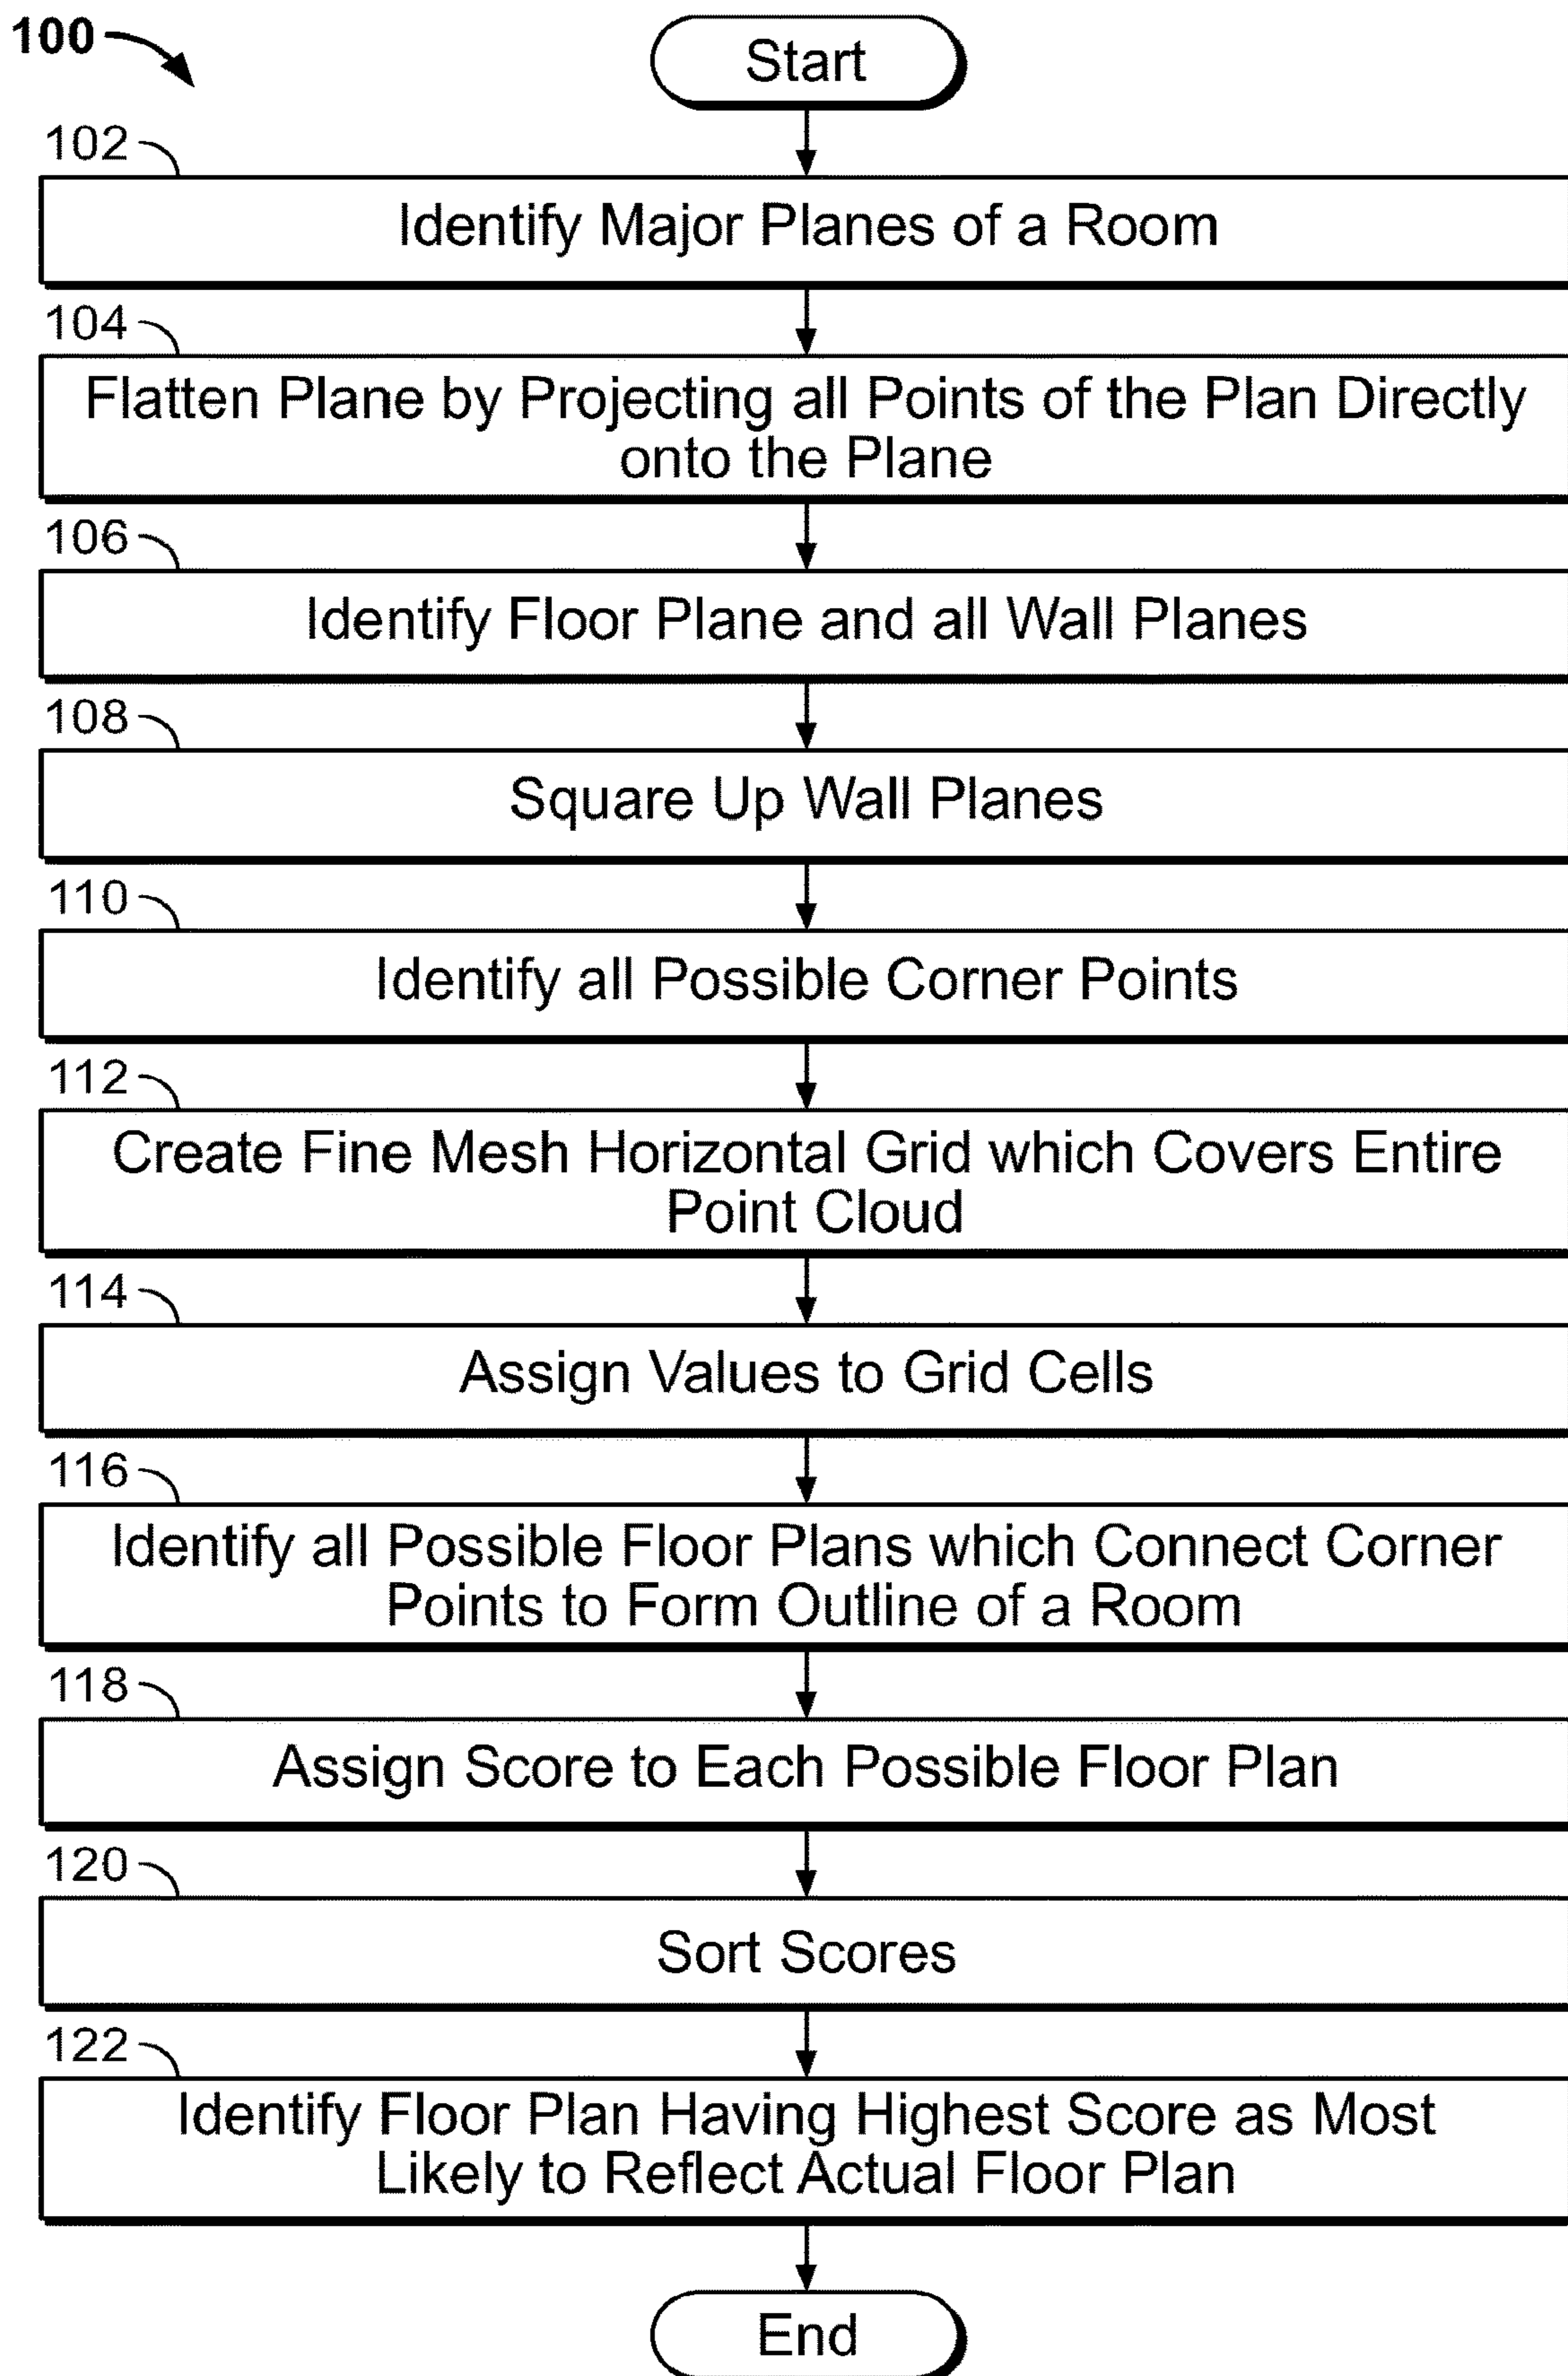 100
Start
102
Identify Major Planes of a Room
104
Flatten Plane by Projecting all Points of the Plan Directly
onto the Plane
106
Identify Floor Plane and all Wall Planes
108
Square Up Wall Planes
110
Identify all Possible Corner Points
112
Create Fine Mesh Horizontal Grid which Covers Entire
Point Cloud
114
Assign Values to Grid Cells
116
Identify all Possible Floor Plans which Connect Corner
Points to Form Outline of a Room
118
Assign Score to Each Possible Floor Plan
120
Sort Scores
122
Identify Floor Plan Having Highest Score as Most
Likely to Reflect Actual Floor Plan
End